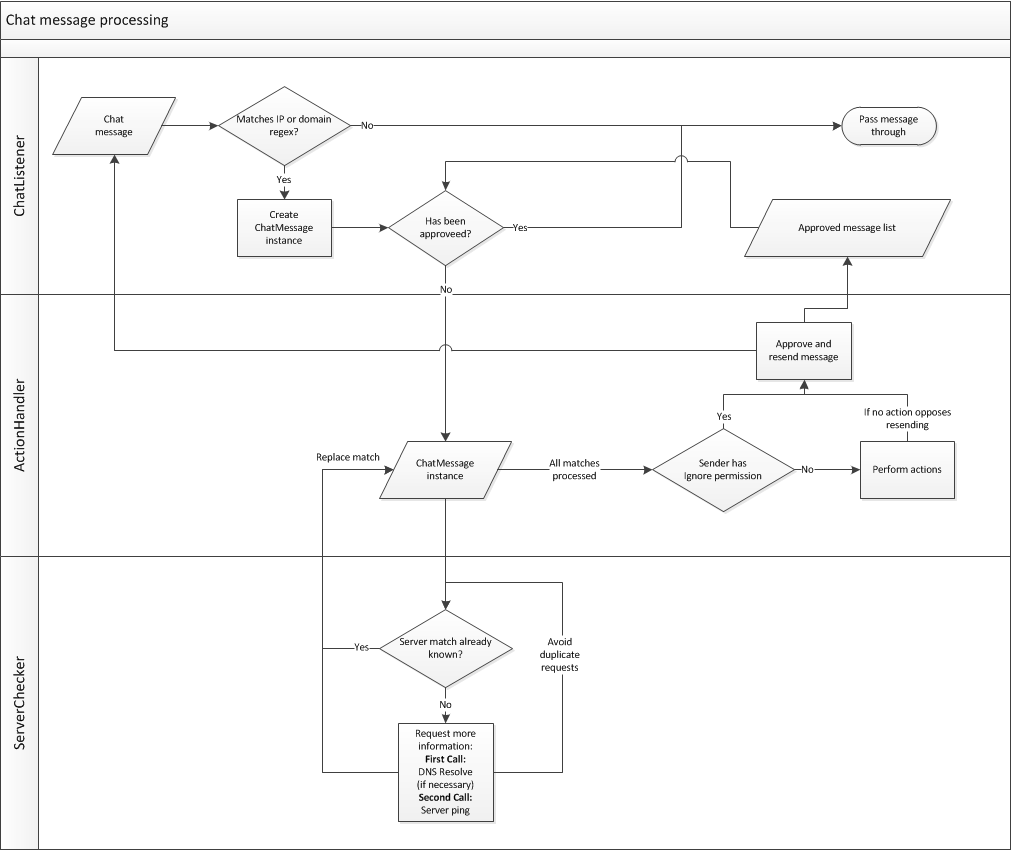 Chat message processing
ChatListener
Chat
message
Matches IP or domain
regex?
No
Pass message
through
Yes
Create
ChatMessage
instance
Has been
approveed?
Yes
Approved message list
No
ActionHandler
Approve and
resend message
Yes
If no action opposes
resending
Replace match
ChatMessage
instance
All matches
processed
Sender has
Ignore permission
No
Perform actions
ServerChecker
Server match already
known?
Yes
Avoid
duplicate
requests
No
Request more
information:
First Call:
DNS Resolve
(if necessary)
Second Call:
Server ping